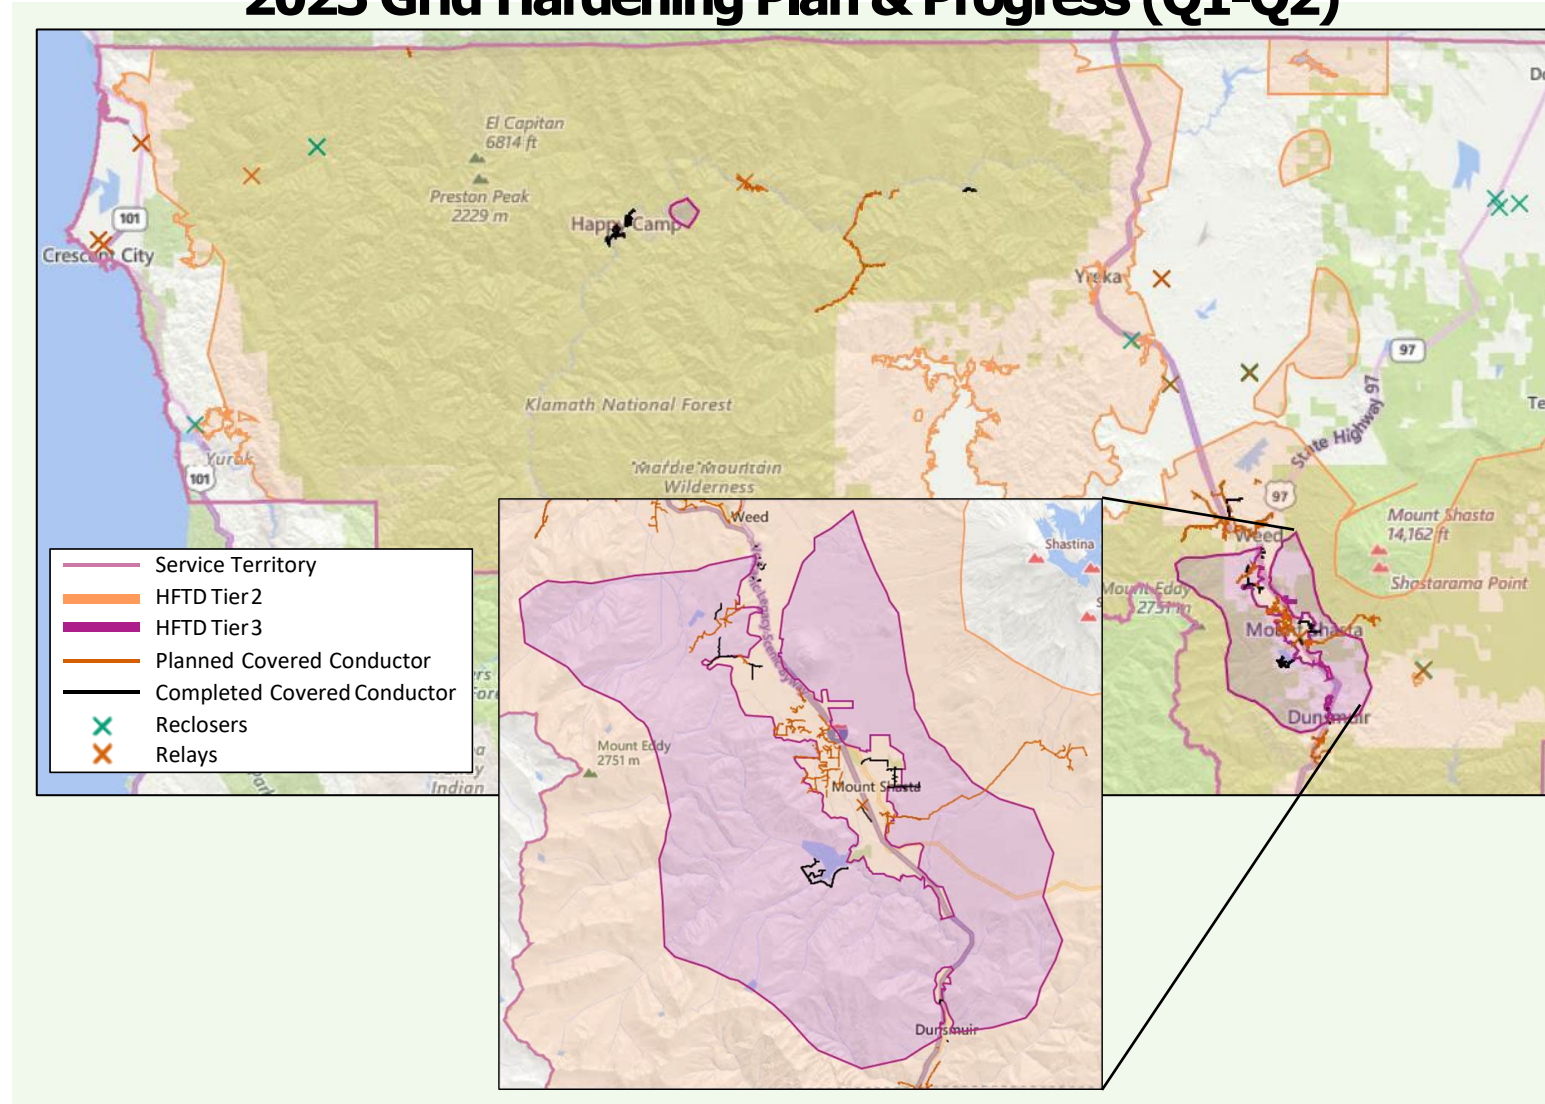 2023 Grid Hardening Plan & Progress (Q1-Q2)
El Capitan
6814 ft
Preston Peak
2229 m
101
Happy Camp
Crescent City
Yreka
97
State Highway 97
Klamath National Forest
Yurok
101
Marble Mountain
Wilderness
97
Mount Shasta
14,162 ft
Weed
Shastarama Point
Mount Eddy
2751 m
Mount Shasta
Dunsmuir
Service Territory
HFTD Tier 2
HFTD Tier 3
Planned Covered Conductor
Completed Covered Conductor
Reclosers
Relays
Park
Indian
Weed
Shastina
Mount Eddy
2751 m
Mount Shasta
Dunsmuir